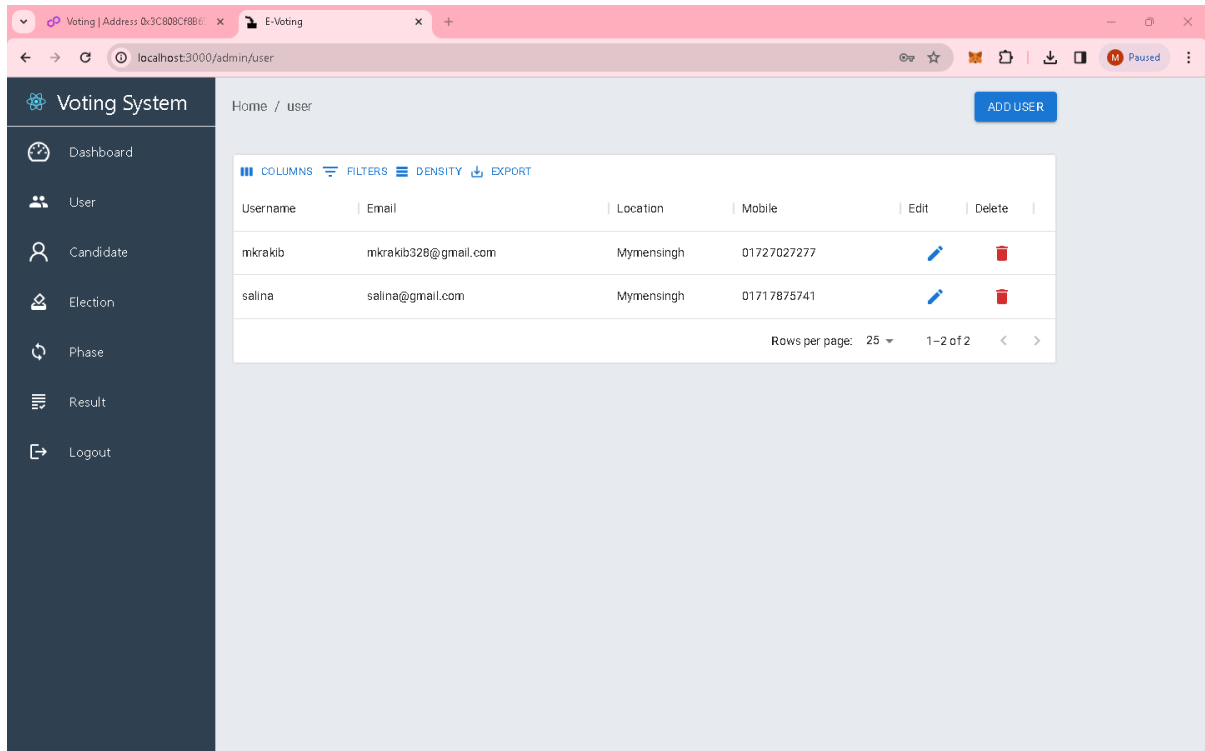 Voting | Address 0x3C808Cf8B6
E-Voting
localhost:3000/admin/user
M Paused
Voting System
Home / user
ADD USER
Dashboard
User
Candidate
Election
Phase
Result
Logout
COLUMNS FILTERS DENSITY EXPORT
Username Email Location Mobile Edit Delete
mkrakib mkrakib328@gmail.com Mymensingh 01727027277
salina salina@gmail.com Mymensingh 01717875741
Rows per page: 25 1–2 of 2